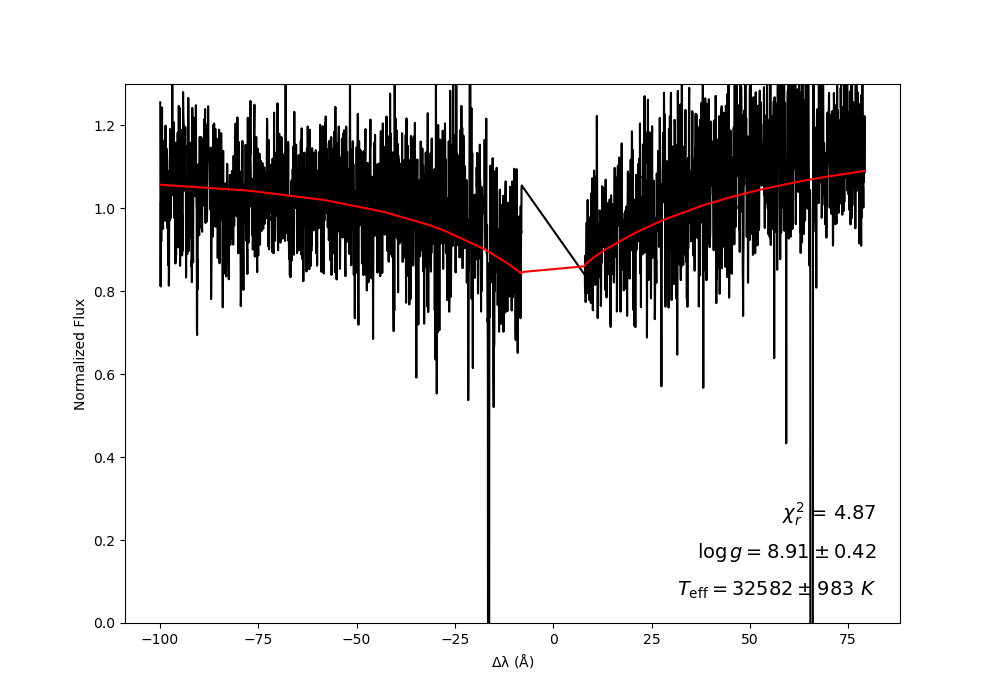 1.2
1.0
0.8
0.6
0.4
0.2
0.0
Normalized Flux
χ²ᵣ = 4.87
log g = 8.91 ± 0.42
T_eff = 32582 ± 983 K
−100 −75 −50 −25 0 25 50 75
Δλ (Å)